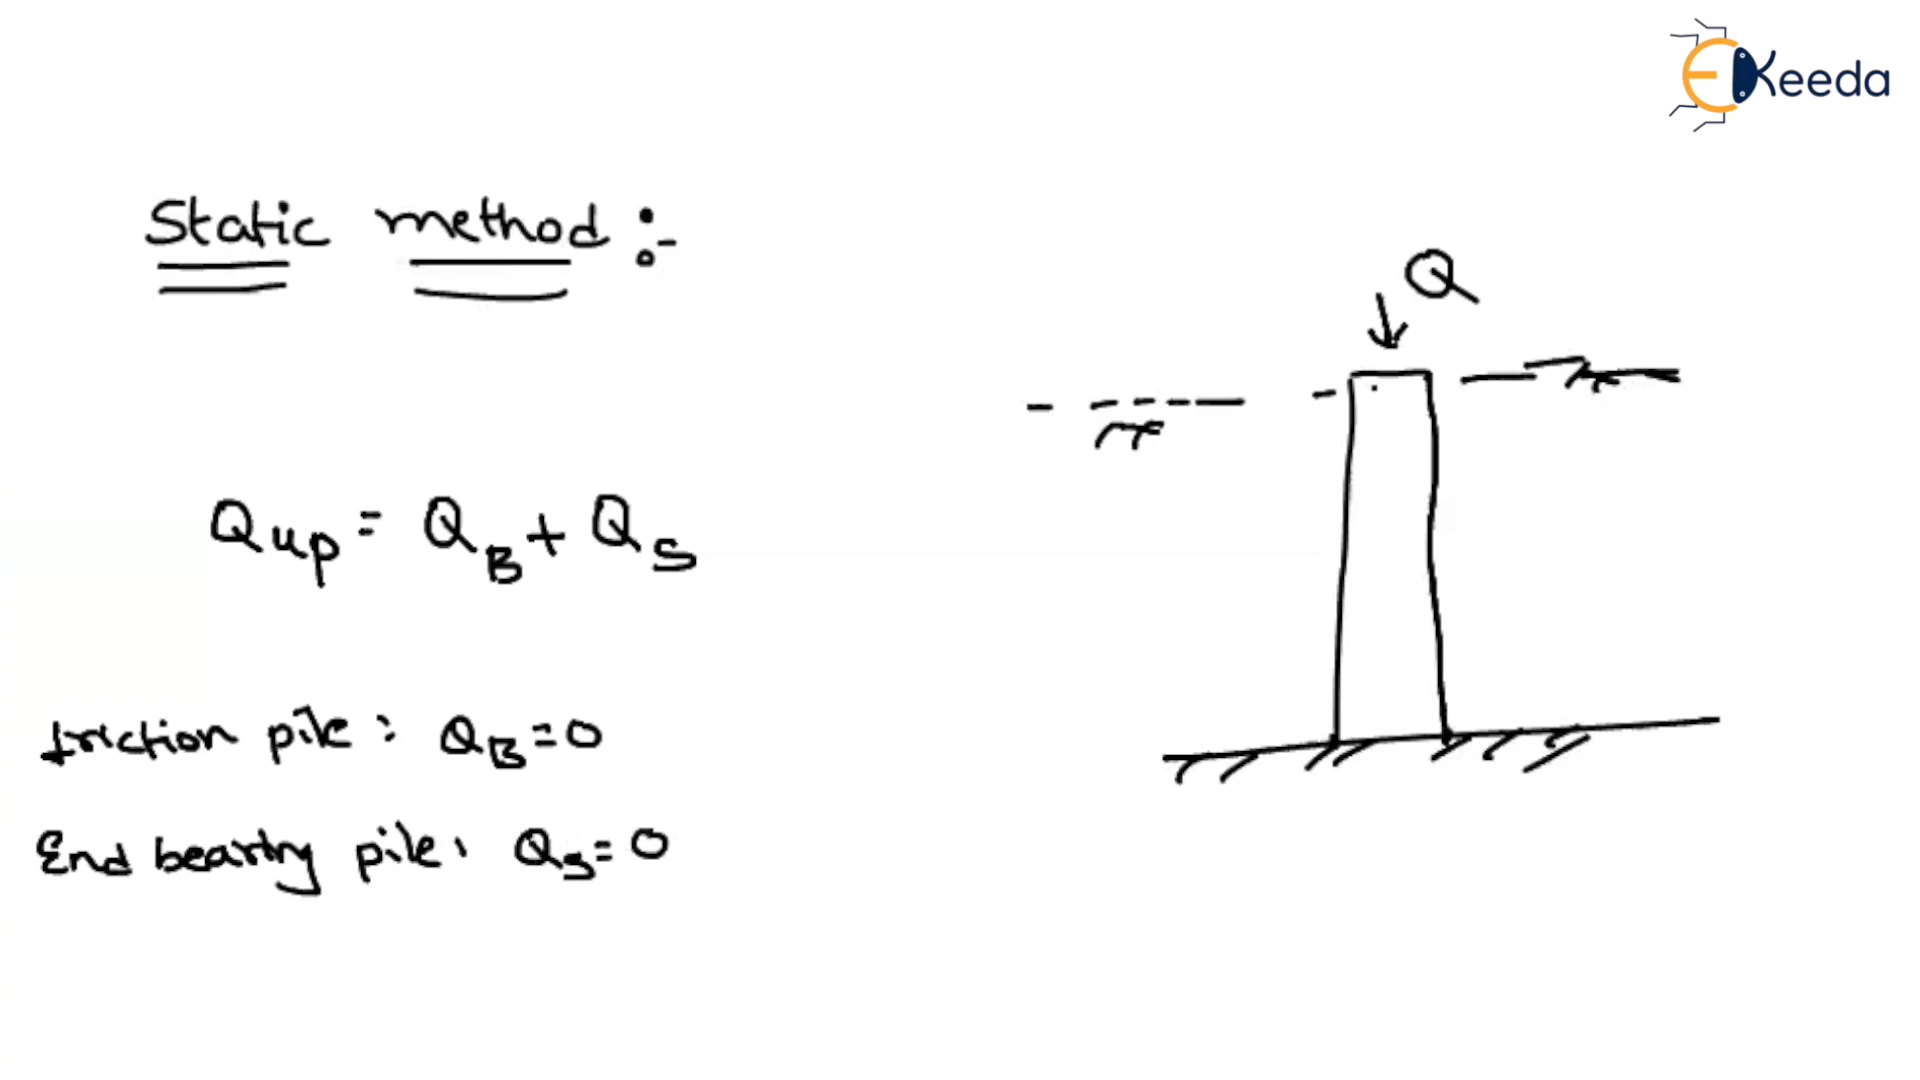 EKeeda
Static method :-
Q
Qup = QB + QS
friction pile : QB = 0
End bearing pile : QS = 0